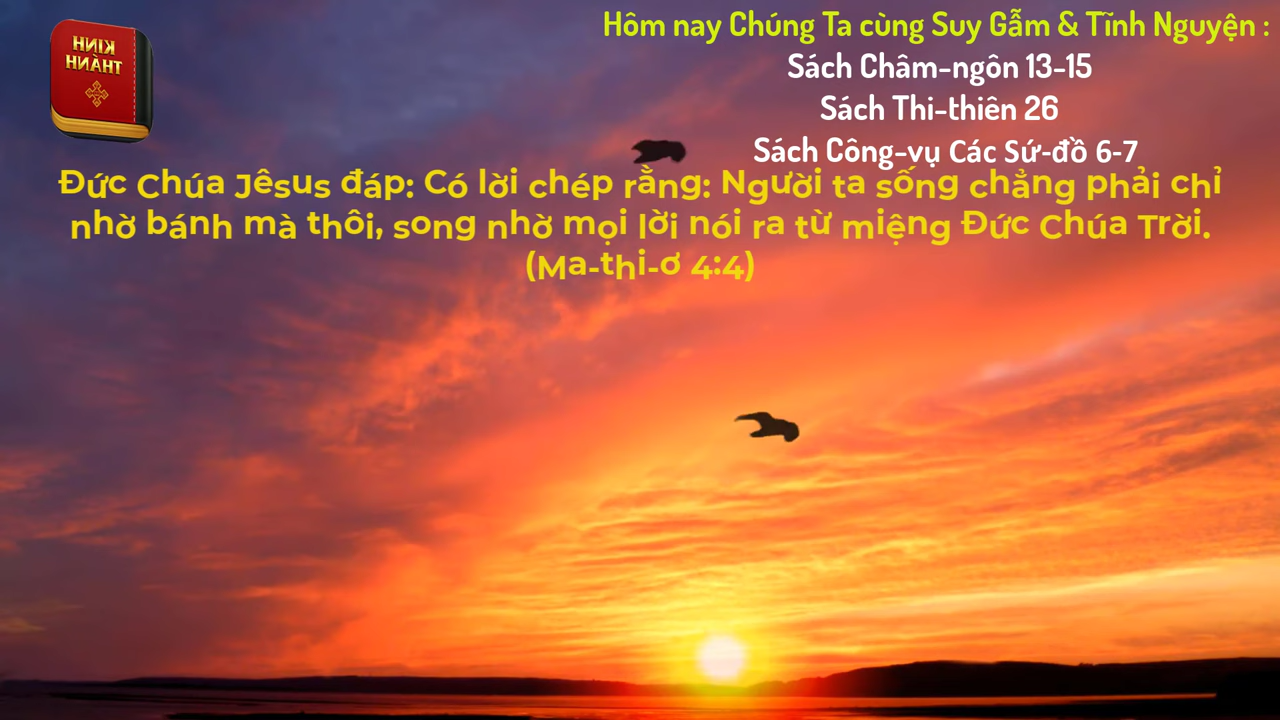 KINH
THÀNH
Hôm nay Chúng Ta cùng Suy Gẫm & Tĩnh Nguyện :
Sách Châm-ngôn 13-15
Sách Thi-thiên 26
Sách Công-vụ Các Sứ-đồ 6-7
Đức Chúa Jêsus đáp: Có lời chép rằng: Người ta sống chẳng phải chỉ
nhờ bánh mà thôi, song nhờ mọi lời nói ra từ miệng Đức Chúa Trời.
(Ma-thi-ơ 4:4)